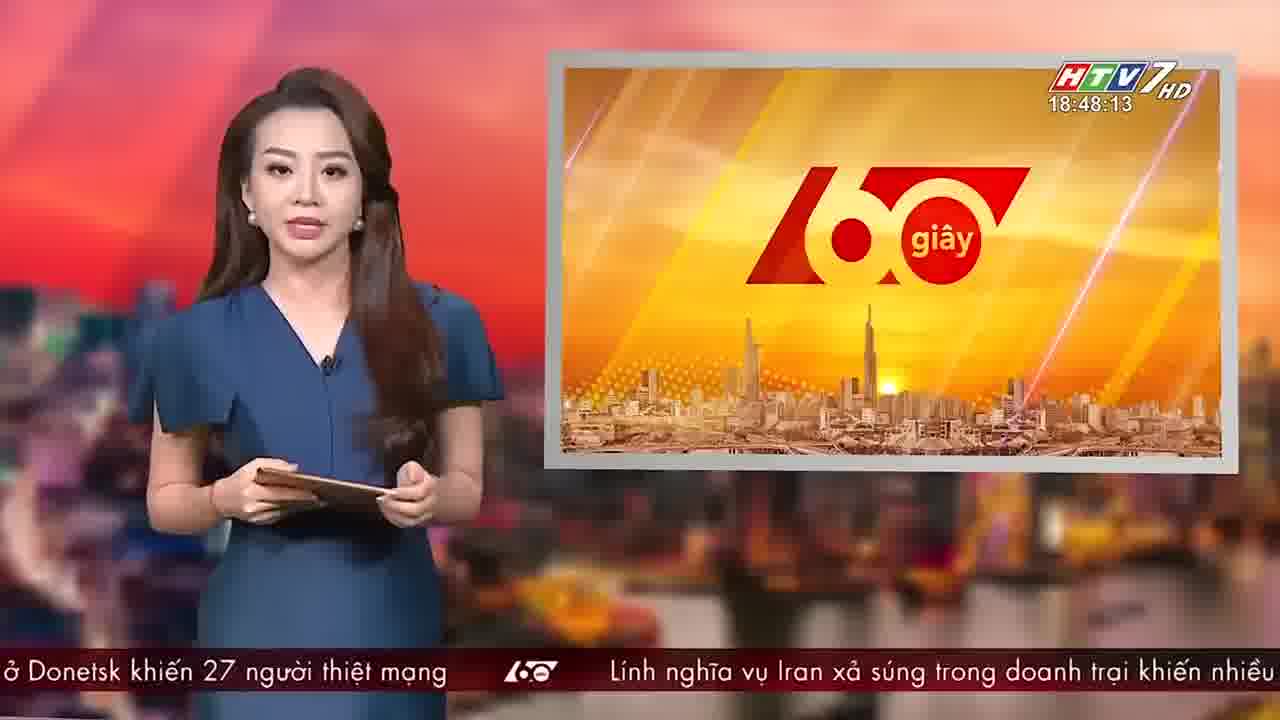 HTV7 HD
18:48:13
60 giây
ở Donetsk khiến 27 người thiệt mạng
60
Lính nghĩa vụ Iran xả súng trong doanh trại khiến nhiều